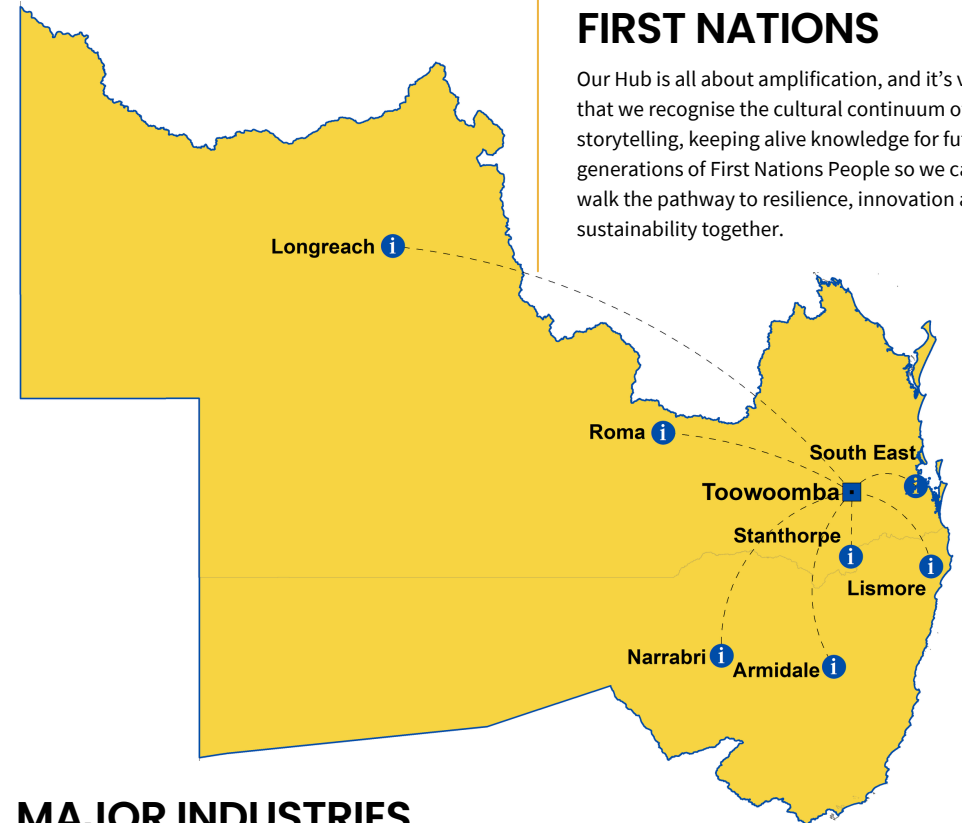 FIRST NATIONS
Our Hub is all about amplification, and it's
that we recognise the cultural continuum
storytelling, keeping alive knowledge for
generations of First Nations People so we
walk the pathway to resilience, innovation
sustainability together.
Longreach i
Roma i
South East
i
Toowoomba
Stanthorpe
i
i
Lismore
Narrabri i
Armidale i
MAJOR INDUSTRIES